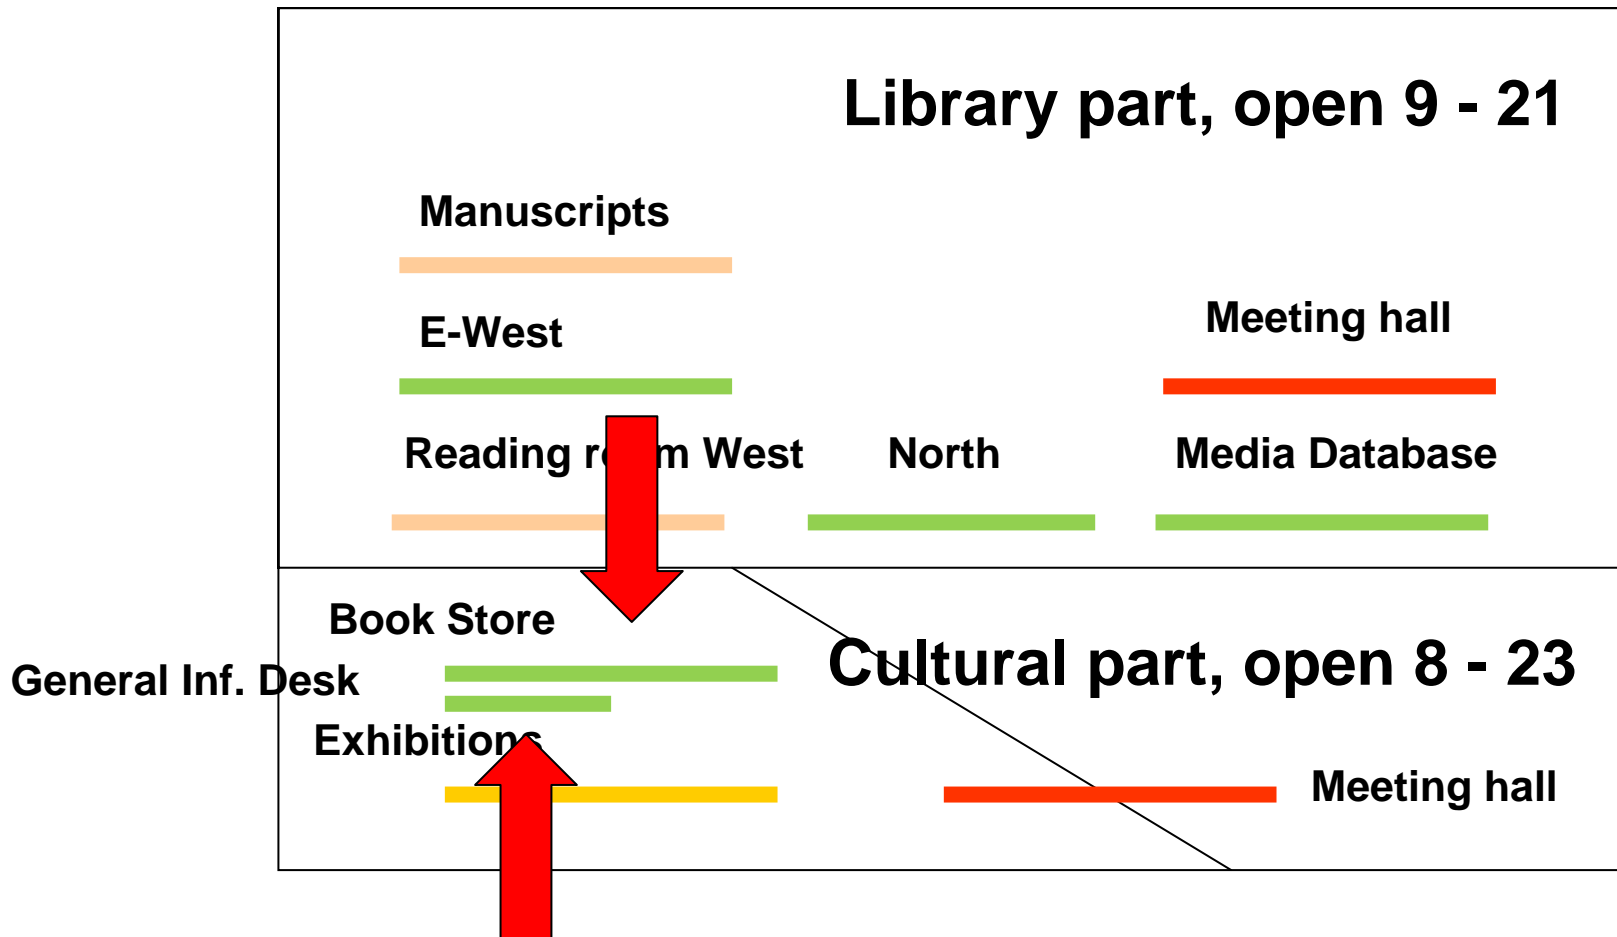 Library part, open 9 - 21
Manuscripts
E-West
Meeting hall
Reading room West
North
Media Database
Book Store
Cultural part, open 8 - 23
General Inf. Desk
Exhibitions
Meeting hall